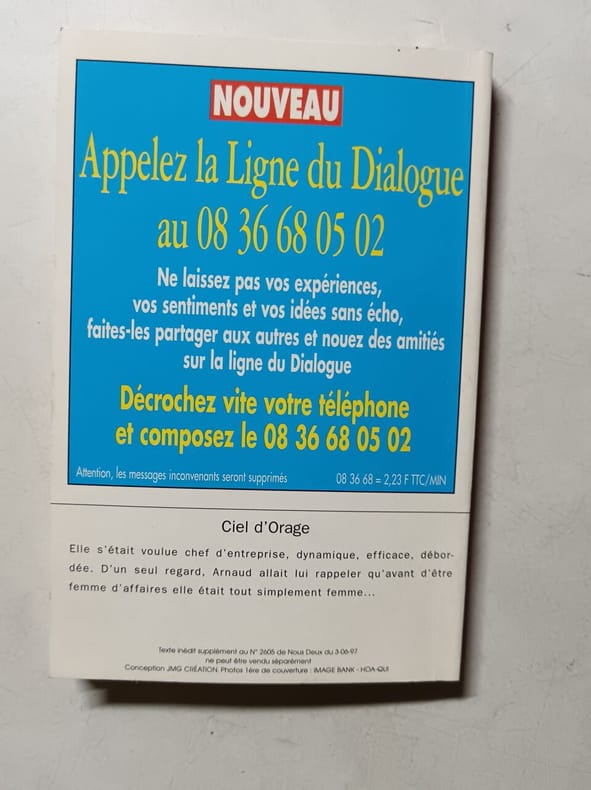 NOUVEAU
Appelez la Ligne du Dialogue
au 08 36 68 05 02
Ne laissez pas vos expériences,
vos sentiments et vos idées sans écho,
faites-les partager aux autres et nouez des amitiés
sur la ligne du Dialogue
Décrochez vite votre téléphone
et composez le 08 36 68 05 02
Attention, les messages inconvenants seront supprimés
08 36 68 = 2,23 F TTC/MIN
Ciel d'Orage
Elle s'était voulue chef d'entreprise, dynamique, efficace, débor-
dée. D'un seul regard, Arnaud allait lui rappeler qu'avant d'être
femme d'affaires elle était tout simplement femme...
Texte inédit supplément au N° 2605 de Nous Deux du 3-06-97
ne peut être vendu séparément
Conception JMG CRÉATION. Photos 1ère de couverture : IMAGE BANK - HOA-QUI